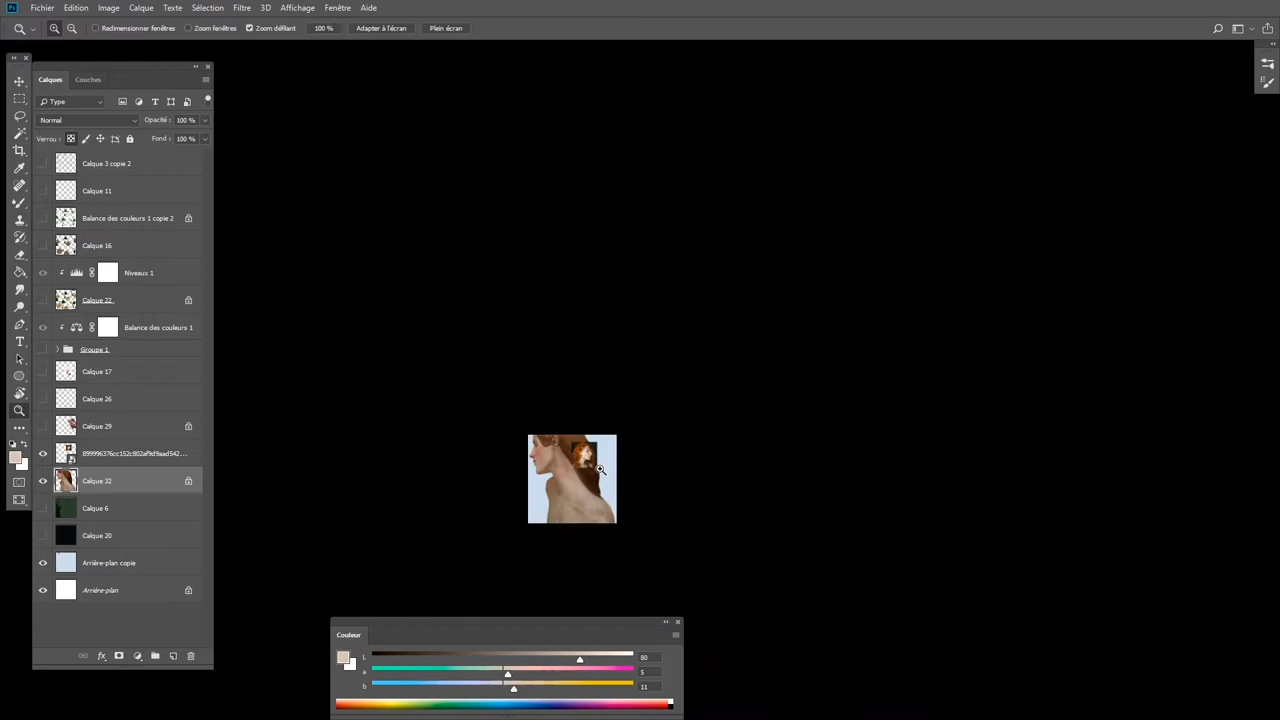 Ps Fichier Edition Image Calque Texte Sélection Filtre 3D Affichage Fenêtre Aide
Redimensionner fenêtres Zoom fenêtres Zoom défilant 100 % Adapter à l'écran Plein écran
Calques Couches
Type
Normal Opacité : 100 %
Verrou : Fond : 100 %
Calque 3 copie 2
Calque 11
Balance des couleurs 1 copie 2
Calque 16
Niveaux 1
Calque 22
Balance des couleurs 1
Groupe 1
Calque 17
Calque 26
Calque 29
899996376cc152c802af9d9aad542...
Calque 32
Calque 6
Calque 20
Arrière-plan copie
Arrière-plan
fx
Couleur
L 80
a 5
b 11